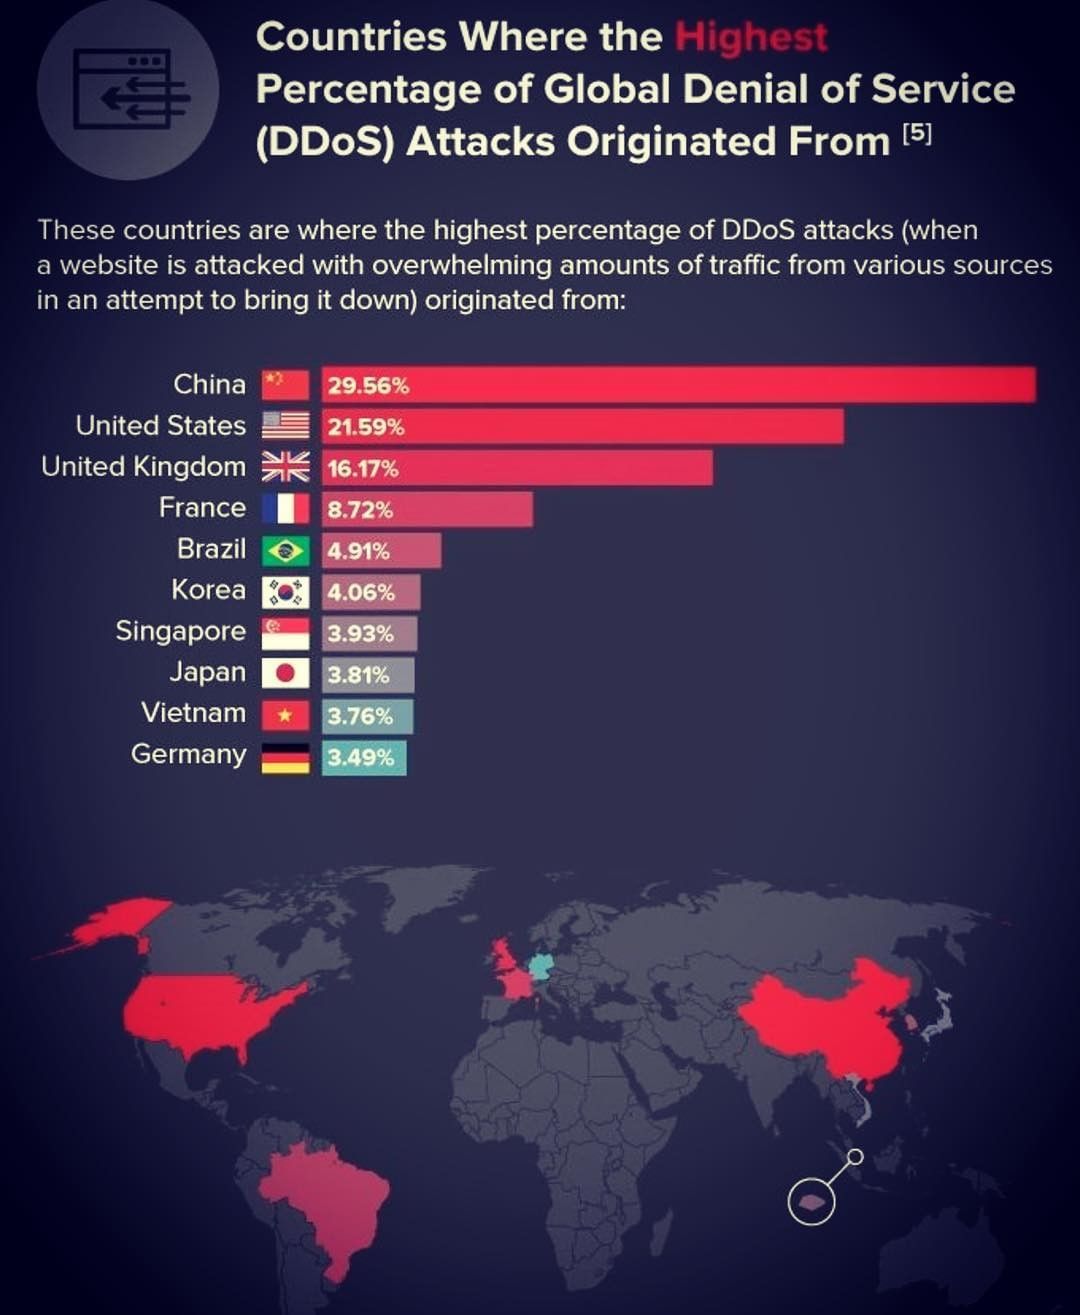 Countries Where the Highest
Percentage of Global Denial of Service
(DDoS) Attacks Originated From [5]
These countries are where the highest percentage of DDoS attacks (when
a website is attacked with overwhelming amounts of traffic from various sources
in an attempt to bring it down) originated from:
China 29.56%
United States 21.59%
United Kingdom 16.17%
France 8.72%
Brazil 4.91%
Korea 4.06%
Singapore 3.93%
Japan 3.81%
Vietnam 3.76%
Germany 3.49%